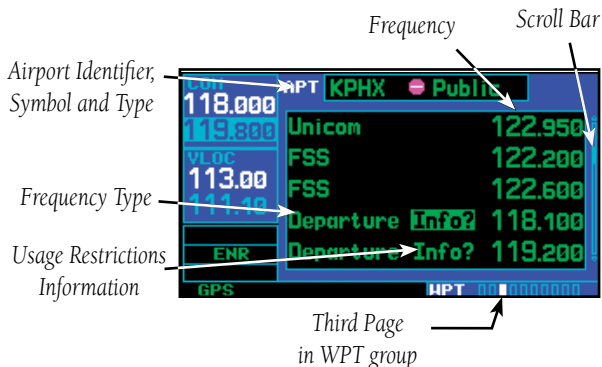 Frequency
Scroll Bar
Airport Identifier,
Symbol and Type
COM
118.000
119.800
APT KPHX Public
Unicom 122.950
FSS 122.200
VLOC
113.00
111.10
FSS 122.600
Frequency Type
Departure Info? 118.100
Departure Info? 119.200
Usage Restrictions
Information
ENR
GPS
WPT
Third Page
in WPT group